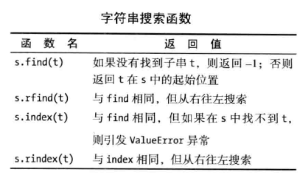 字符串搜索函数
函 数 名 返 回 值
s.find(t) 如果没有找到子串 t，则返回 -1；否则
返回 t 在 s 中的起始位置
s.rfind(t) 与 find 相同，但从右往左搜索
s.index(t) 与 find 相同，但如果在 s 中找不到 t，
则引发 ValueError 异常
s.rindex(t) 与 index 相同，但从右往左搜索